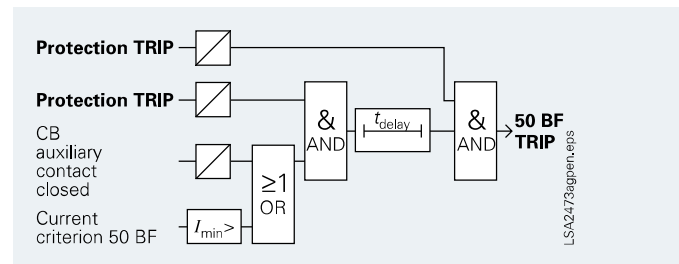 Protection TRIP
Protection TRIP
CB
auxiliary
contact
closed
Current
criterion 50 BF
Imin>
≥1
OR
&
AND
tdelay
&
AND
50 BF
TRIP
LSA2473agpen.eps